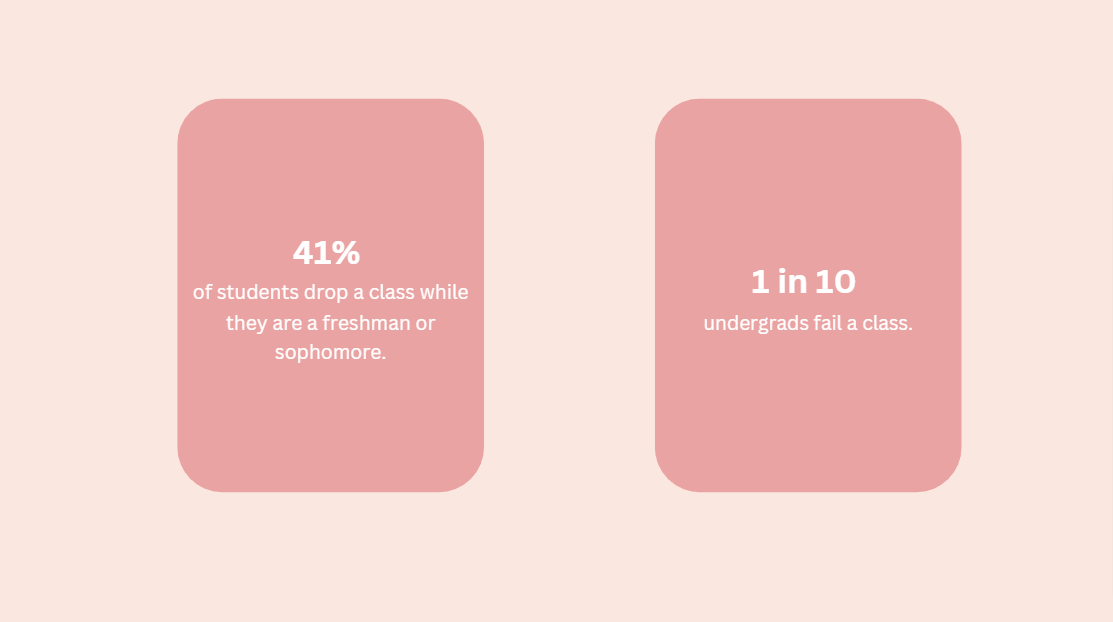 41%
of students drop a class while
they are a freshman or
sophomore.
1 in 10
undergrads fail a class.